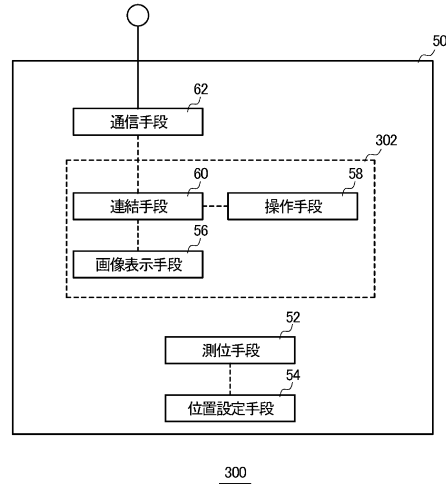 50
62
通信手段
302
60
58
連結手段
操作手段
56
画像表示手段
52
測位手段
54
位置設定手段
300